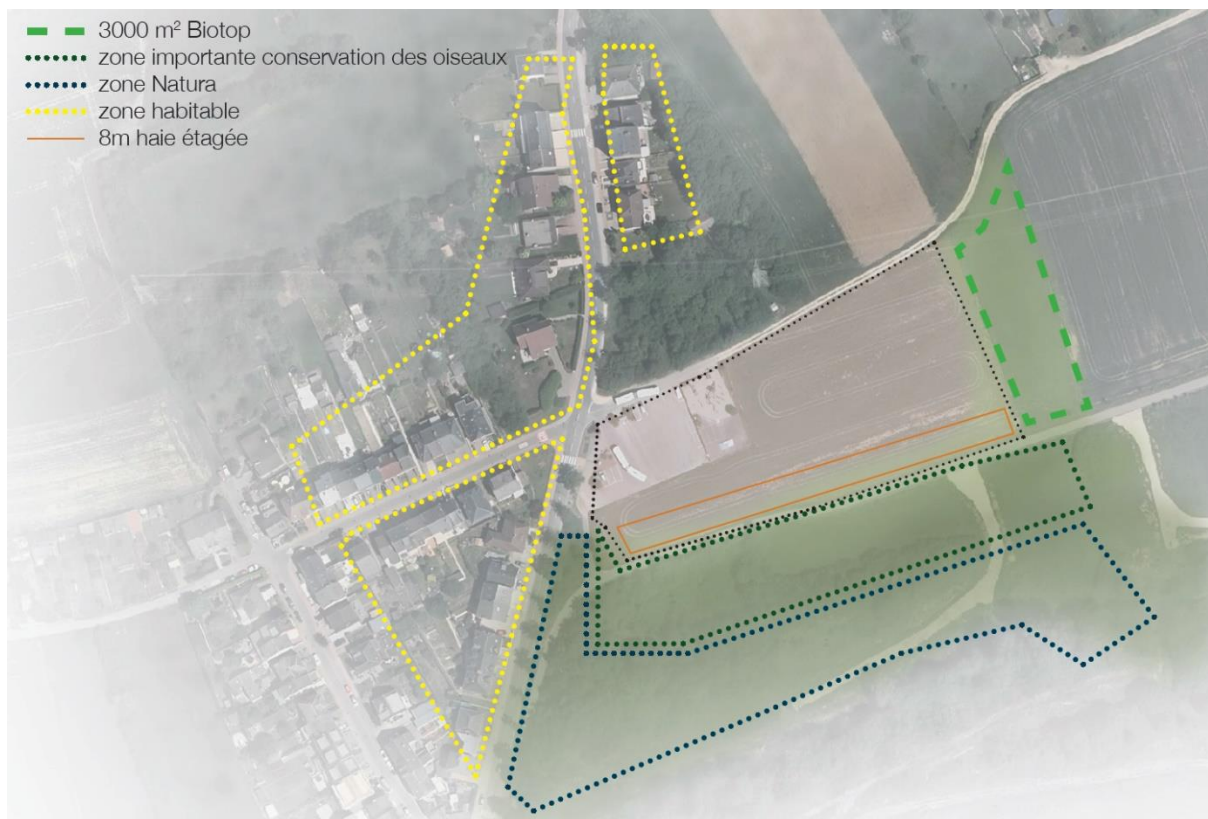 3000 m² Biotop
zone importante conservation des oiseaux
zone Natura
zone habitable
8m haie étagée